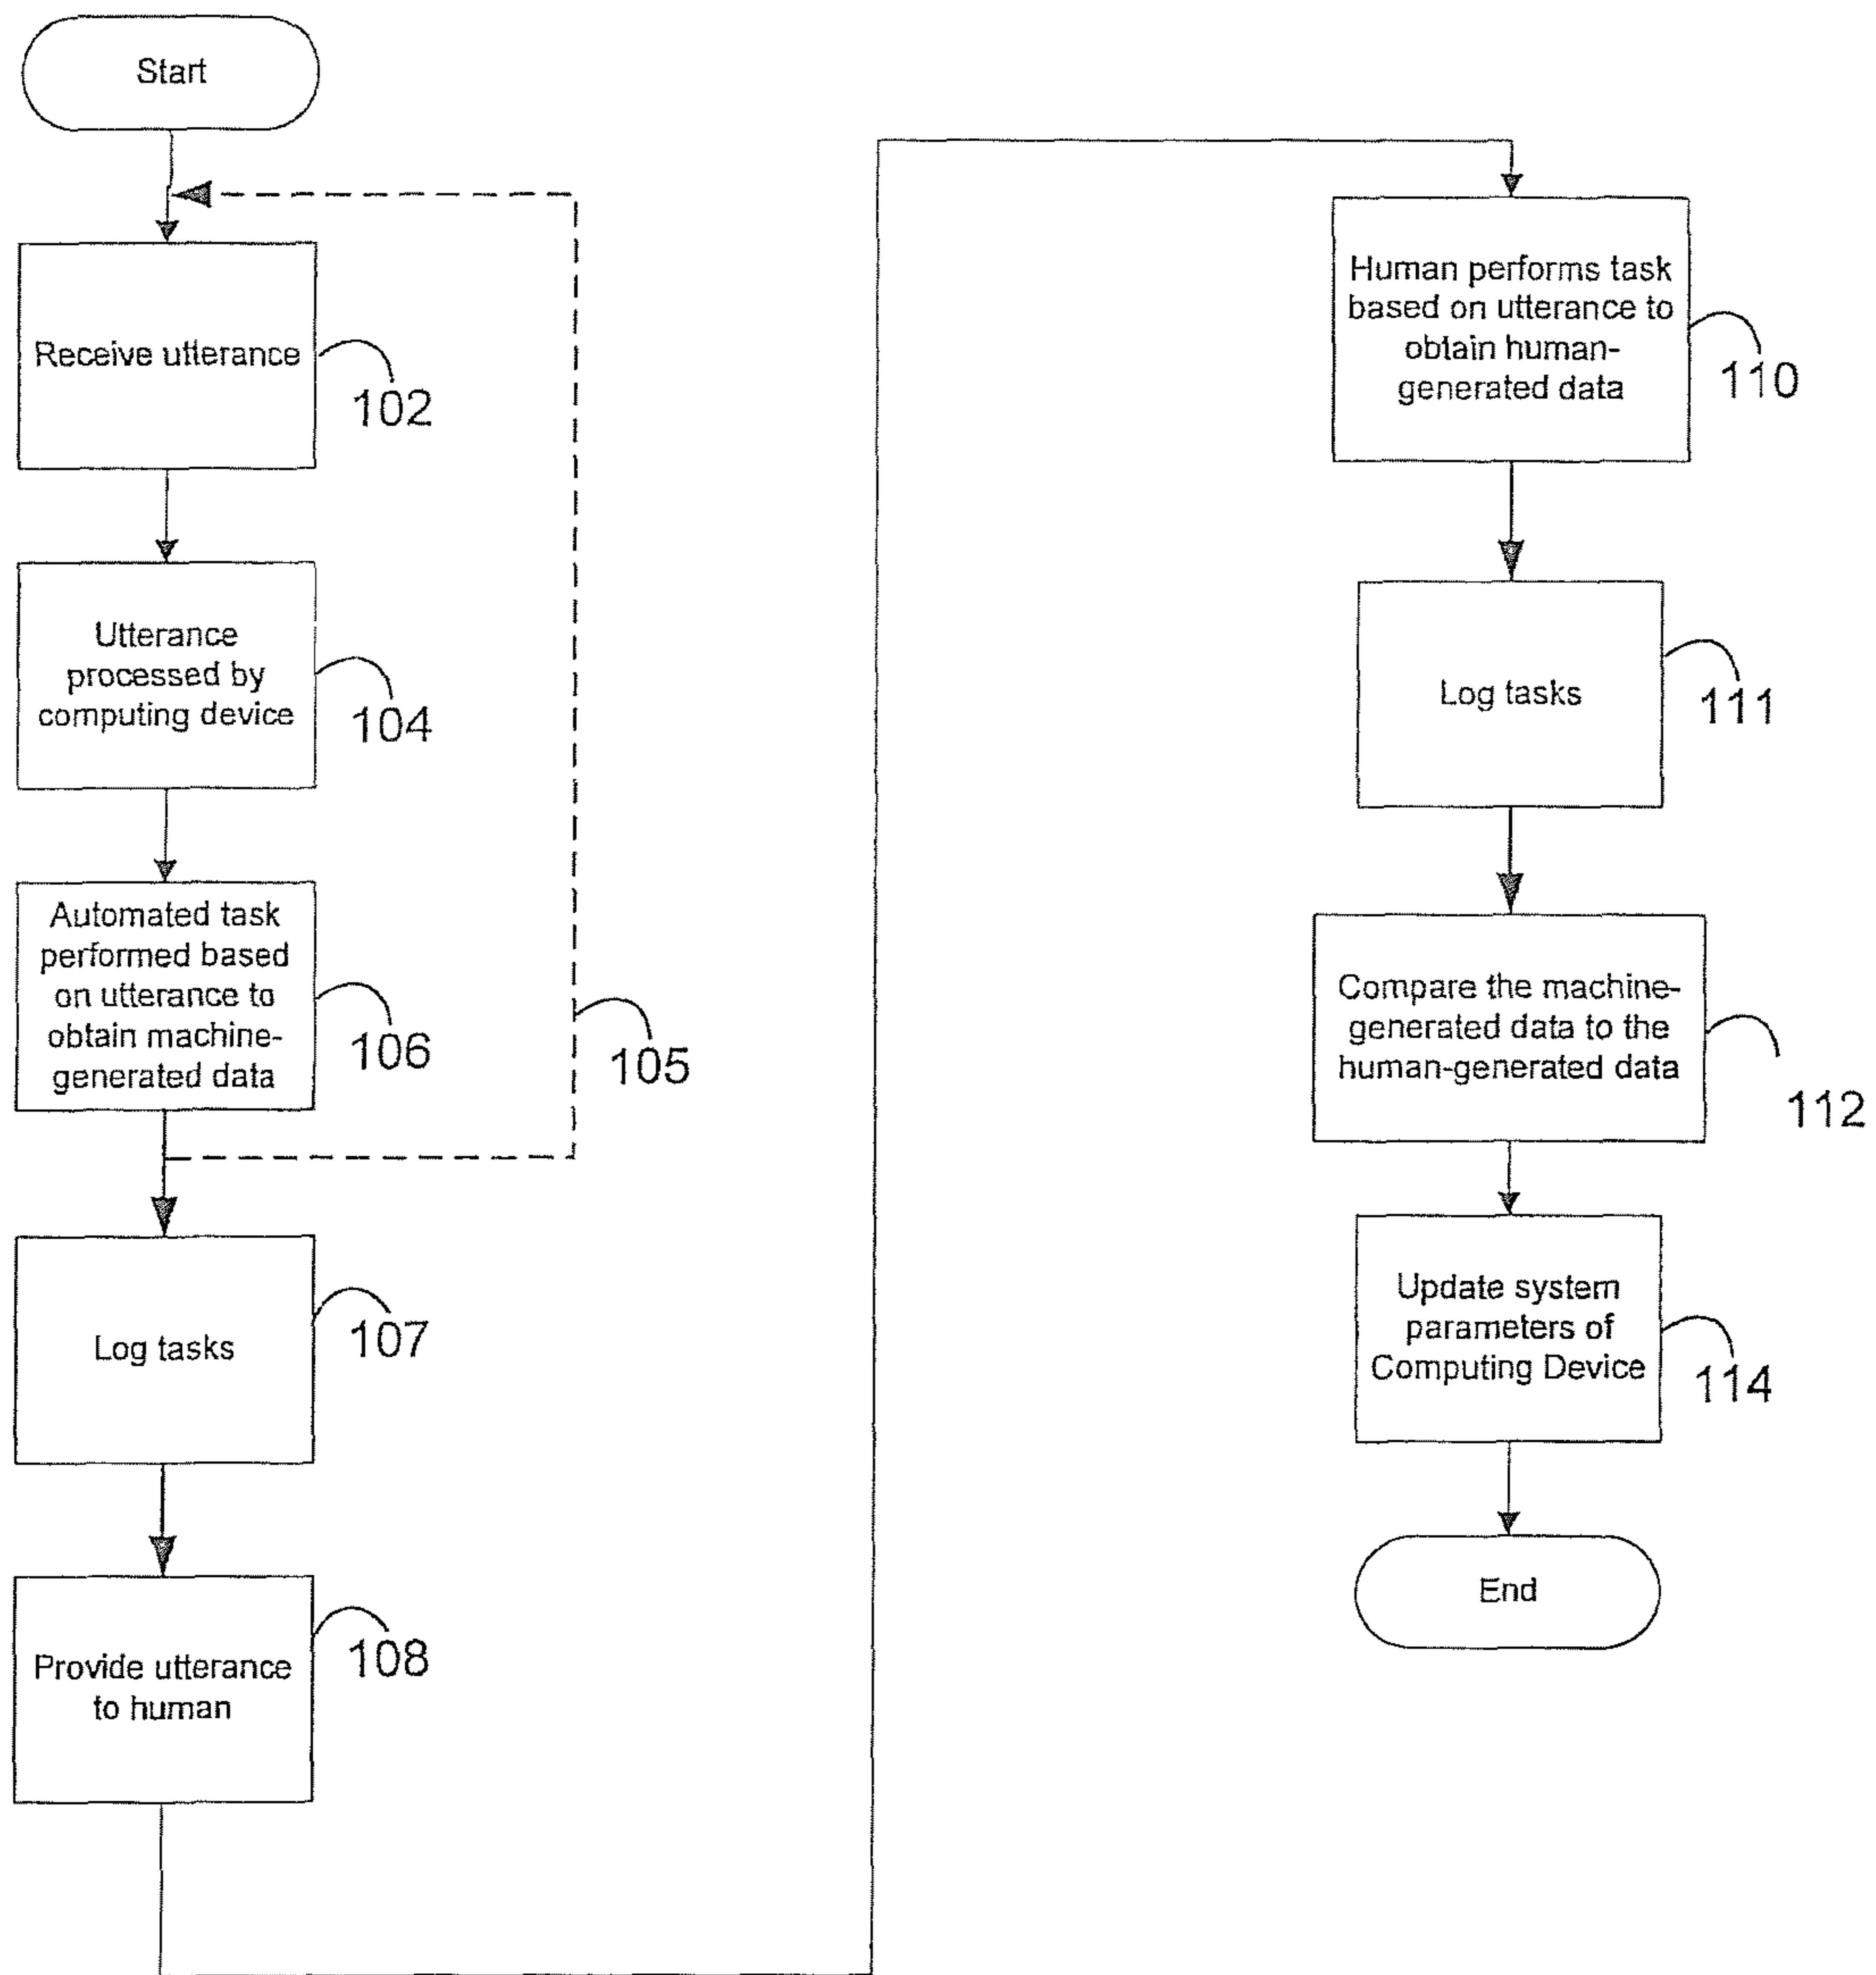 Start
Receive utterance
102
Utterance
processed by
computing device
104
Automated task
performed based
on utterance to
obtain machine-
generated data
106
105
Log tasks
107
Provide utterance
to human
108
Human performs task
based on utterance to
obtain human-
generated data
110
Log tasks
111
Compare the machine-
generated data to the
human-generated data
112
Update system
parameters of
Computing Device
114
End